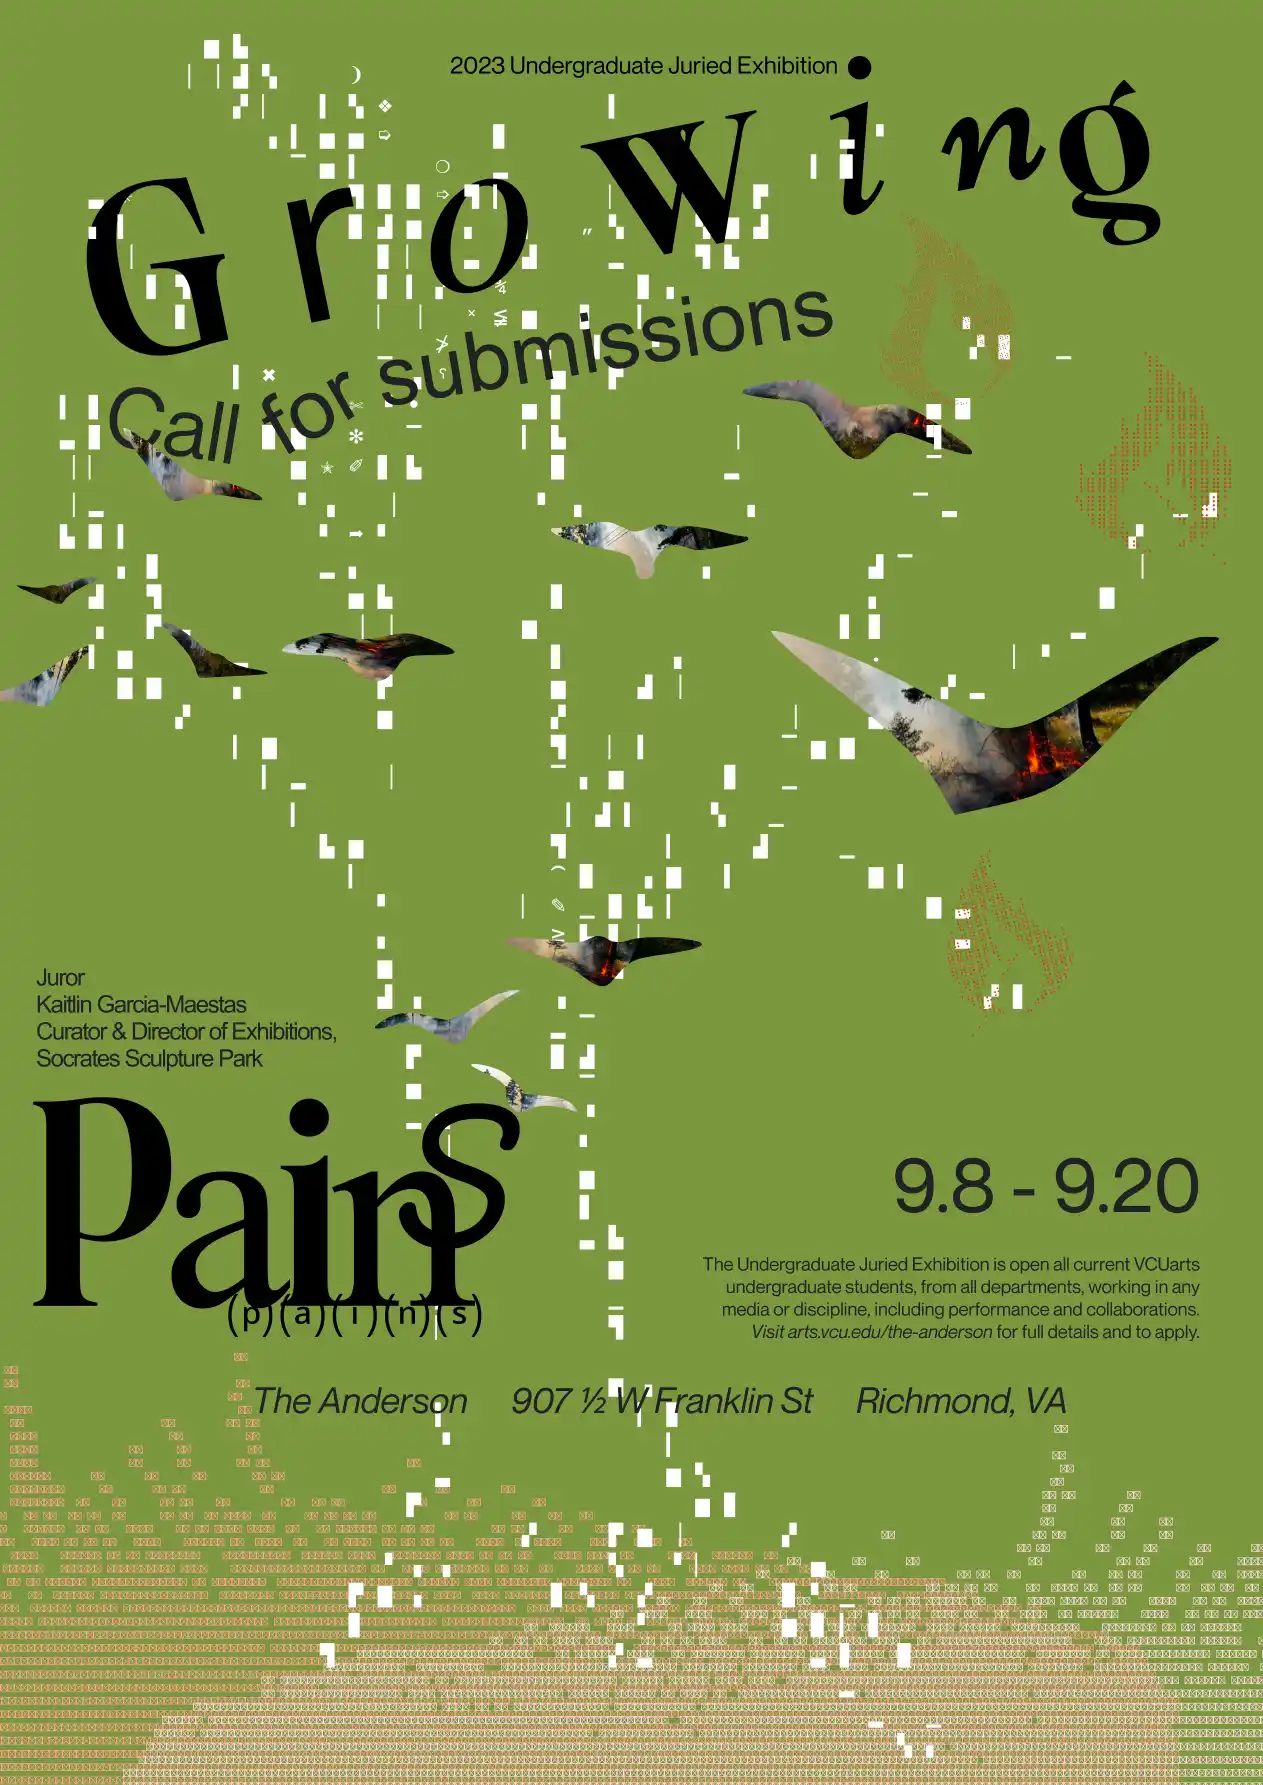 2023 Undergraduate Juried Exhibition
Growing
Call for submissions
Juror
Kaitlin Garcia-Maestas
Curator & Director of Exhibitions,
Socrates Sculpture Park
Pains
(p)(a)(i)(n)(s)
9.8 - 9.20
The Undergraduate Juried Exhibition is open all current VCUarts
undergraduate students, from all departments, working in any
media or discipline, including performance and collaborations.
Visit arts.vcu.edu/the-anderson for full details and to apply.
The Anderson 907 ½ W Franklin St Richmond, VA